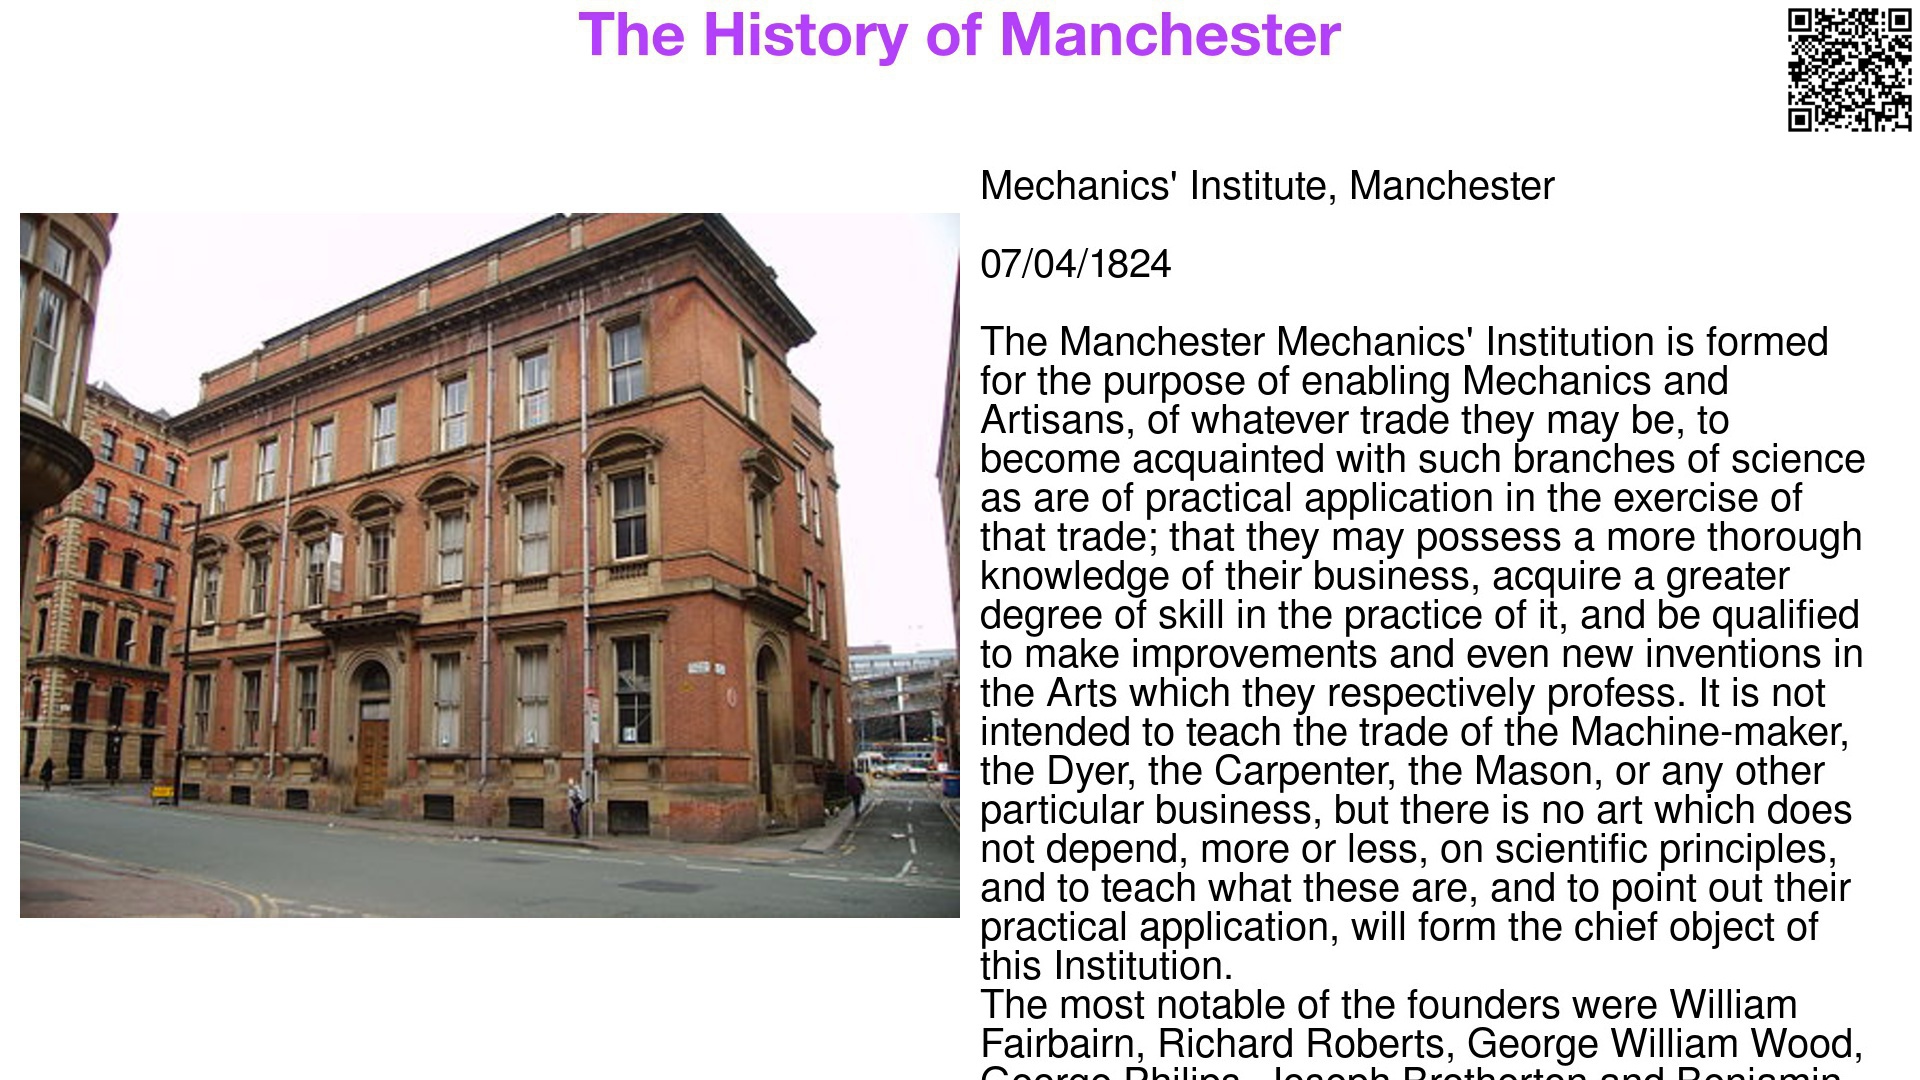 The History of Manchester
Mechanics' Institute, Manchester
07/04/1824
The Manchester Mechanics' Institution is formed
for the purpose of enabling Mechanics and
Artisans, of whatever trade they may be, to
become acquainted with such branches of science
as are of practical application in the exercise of
that trade; that they may possess a more thorough
knowledge of their business, acquire a greater
degree of skill in the practice of it, and be qualified
to make improvements and even new inventions in
the Arts which they respectively profess. It is not
intended to teach the trade of the Machine-maker,
the Dyer, the Carpenter, the Mason, or any other
particular business, but there is no art which does
not depend, more or less, on scientific principles,
and to teach what these are, and to point out their
practical application, will form the chief object of
this Institution.
The most notable of the founders were William
Fairbairn, Richard Roberts, George William Wood,
George Philips, Joseph Brotherton and Benjamin